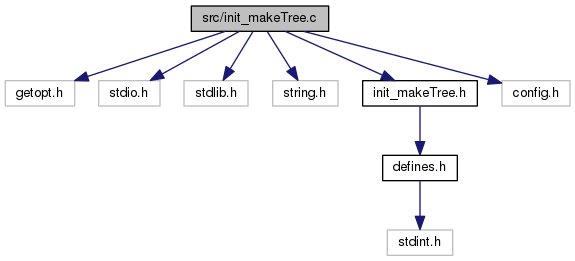 src/init_makeTree.c
getopt.h
stdio.h
stdlib.h
string.h
init_makeTree.h
config.h
defines.h
stdint.h